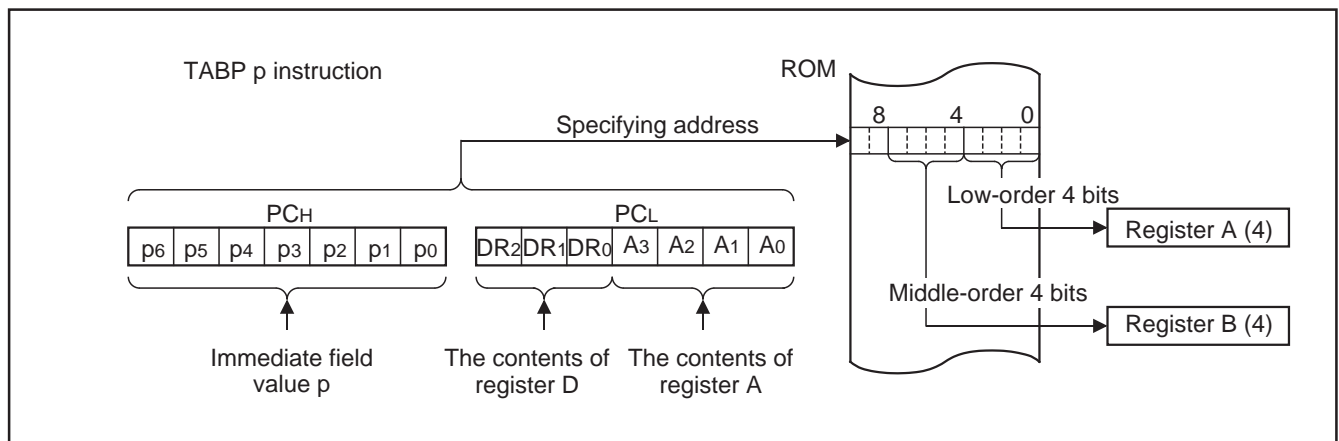 TABP p instruction
ROM
8 4 0
Specifying address
Low-order 4 bits
PCH
PCL
p6 p5 p4 p3 p2 p1 p0
DR2 DR1 DR0 A3 A2 A1 A0
Register A (4)
Middle-order 4 bits
Register B (4)
Immediate field
value p
The contents of
register D
The contents of
register A